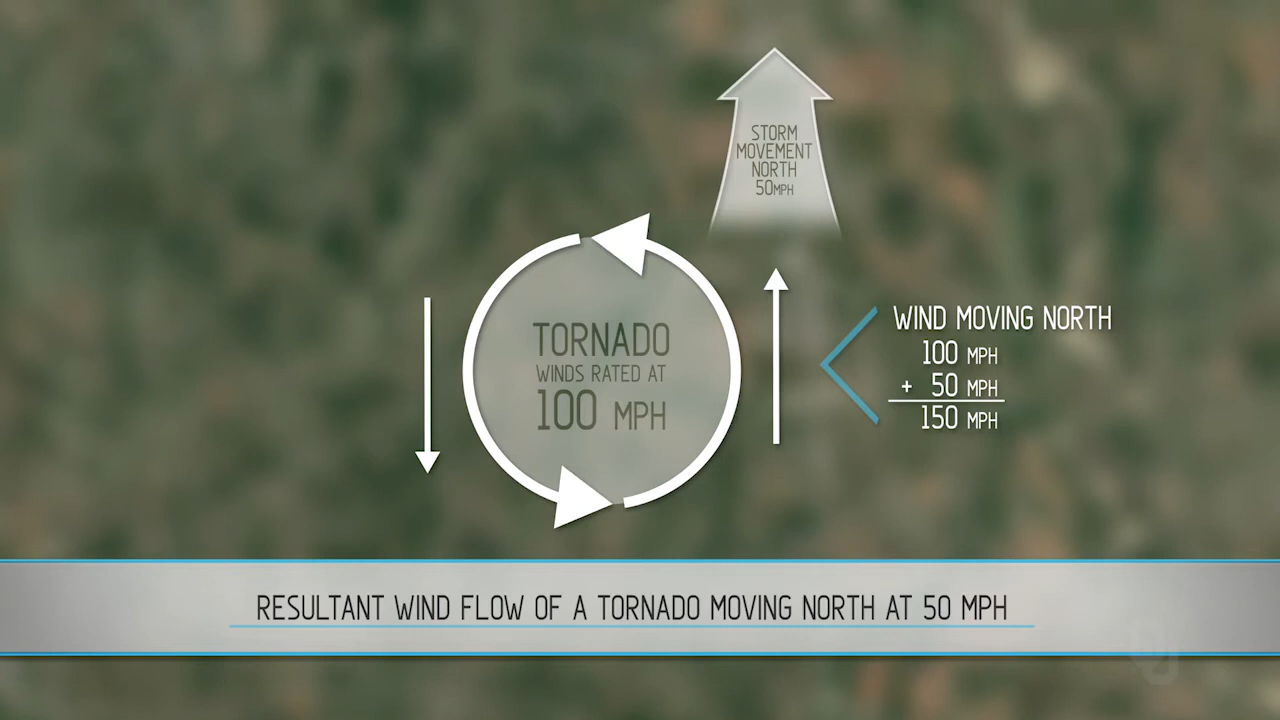 STORM
MOVEMENT
NORTH
50MPH
TORNADO
WINDS RATED AT
100 MPH
WIND MOVING NORTH
100 MPH
+ 50 MPH
150 MPH
RESULTANT WIND FLOW OF A TORNADO MOVING NORTH AT 50 MPH